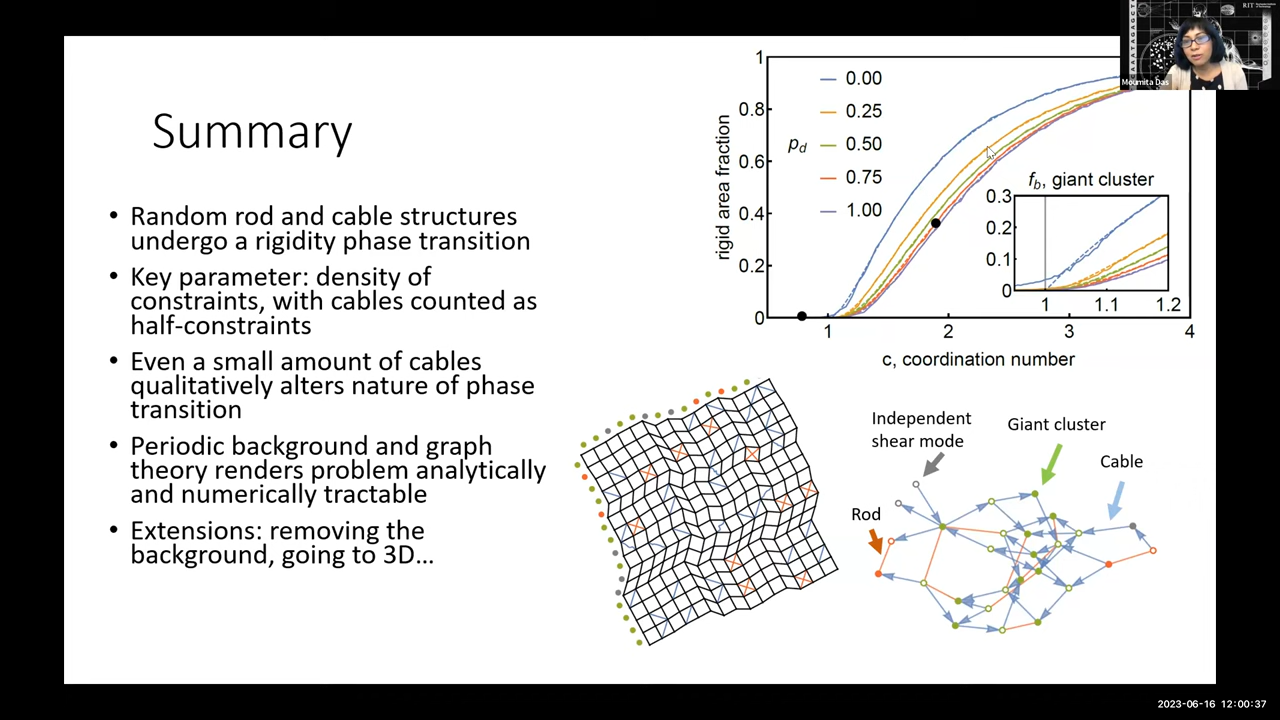 Summary
• Random rod and cable structures
undergo a rigidity phase transition
• Key parameter: density of
constraints, with cables counted as
half-constraints
• Even a small amount of cables
qualitatively alters nature of phase
transition
• Periodic background and graph
theory renders problem analytically
and numerically tractable
• Extensions: removing the
background, going to 3D...
rigid area fraction
1
0.8
0.6
0.4
0.2
0
p_d
0.00
0.25
0.50
0.75
1.00
f_b, giant cluster
0.3
0.2
0.1
0
1 1.1 1.2
1 2 3 4
c, coordination number
Independent
shear mode
Giant cluster
Cable
Rod
RIT
Moumita Das
2023-06-16 12:00:37